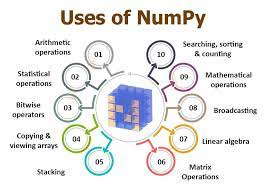 Uses of NumPy
Arithmetic
operations
01
Statistical
operations
02
Bitwise
operators
03
Copying &
viewing arrays
04
Stacking
05
06
Matrix
Operations
07
Linear algebra
08
Broadcasting
09
Mathematical
operations
10
Searching, sorting
& counting